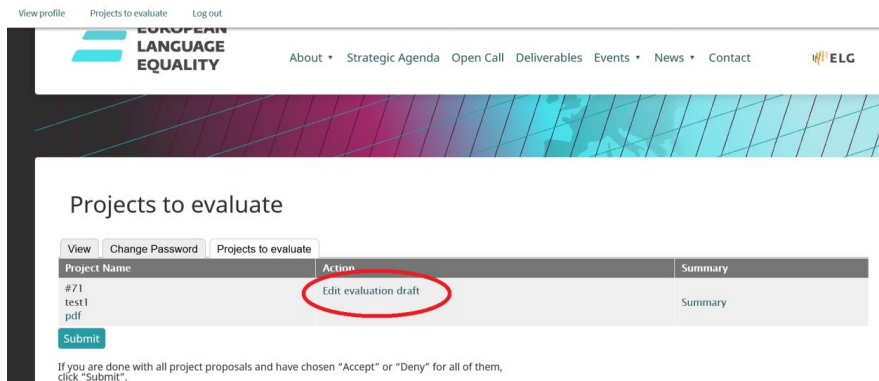 View profile Projects to evaluate Log out
EUROPEAN
LANGUAGE
EQUALITY
About Strategic Agenda Open Call Deliverables Events News Contact
ELG
Projects to evaluate
View Change Password Projects to evaluate
Project Name Action Summary
#71
test1
pdf
Edit evaluation draft
Summary
Submit
If you are done with all project proposals and have chosen “Accept” or “Deny” for all of them,
click “Submit”.